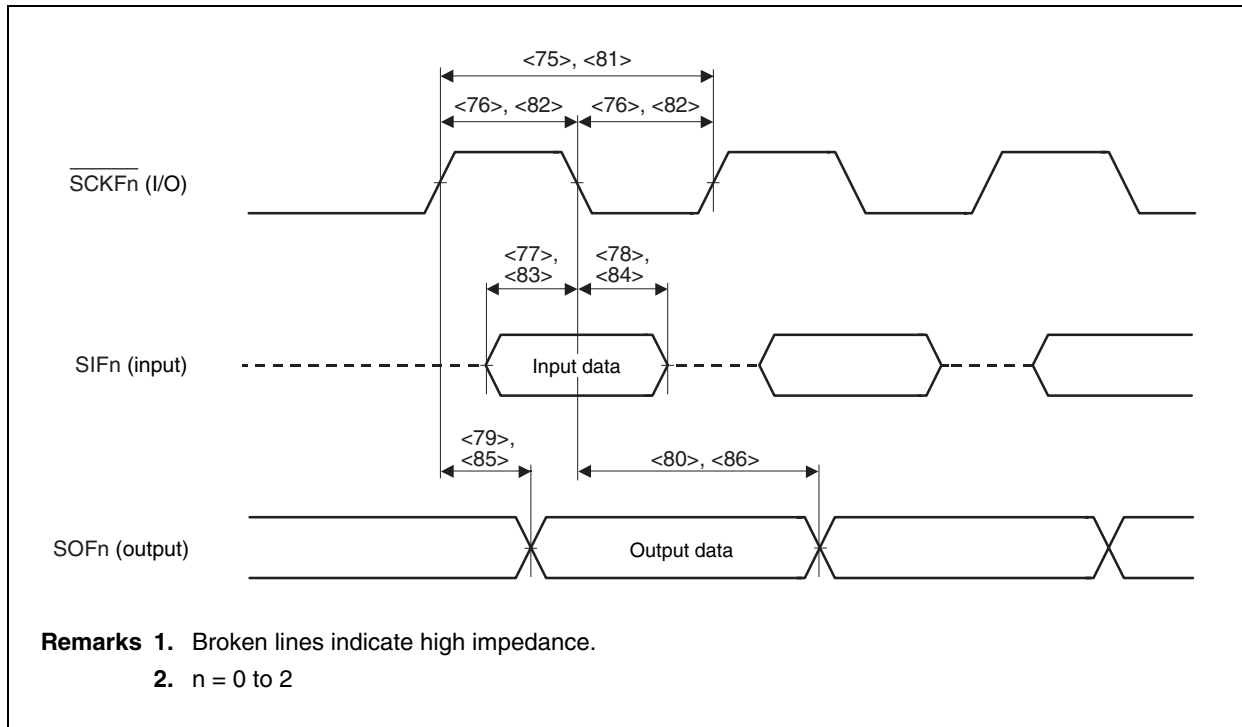 <75>, <81>
<76>, <82> <76>, <82>
SCKFn (I/O)
<77>, <78>,
<83> <84>
SIFn (input)
Input data
<79>,
<85>
<80>, <86>
SOFn (output)
Output data
Remarks 1. Broken lines indicate high impedance.
2. n = 0 to 2